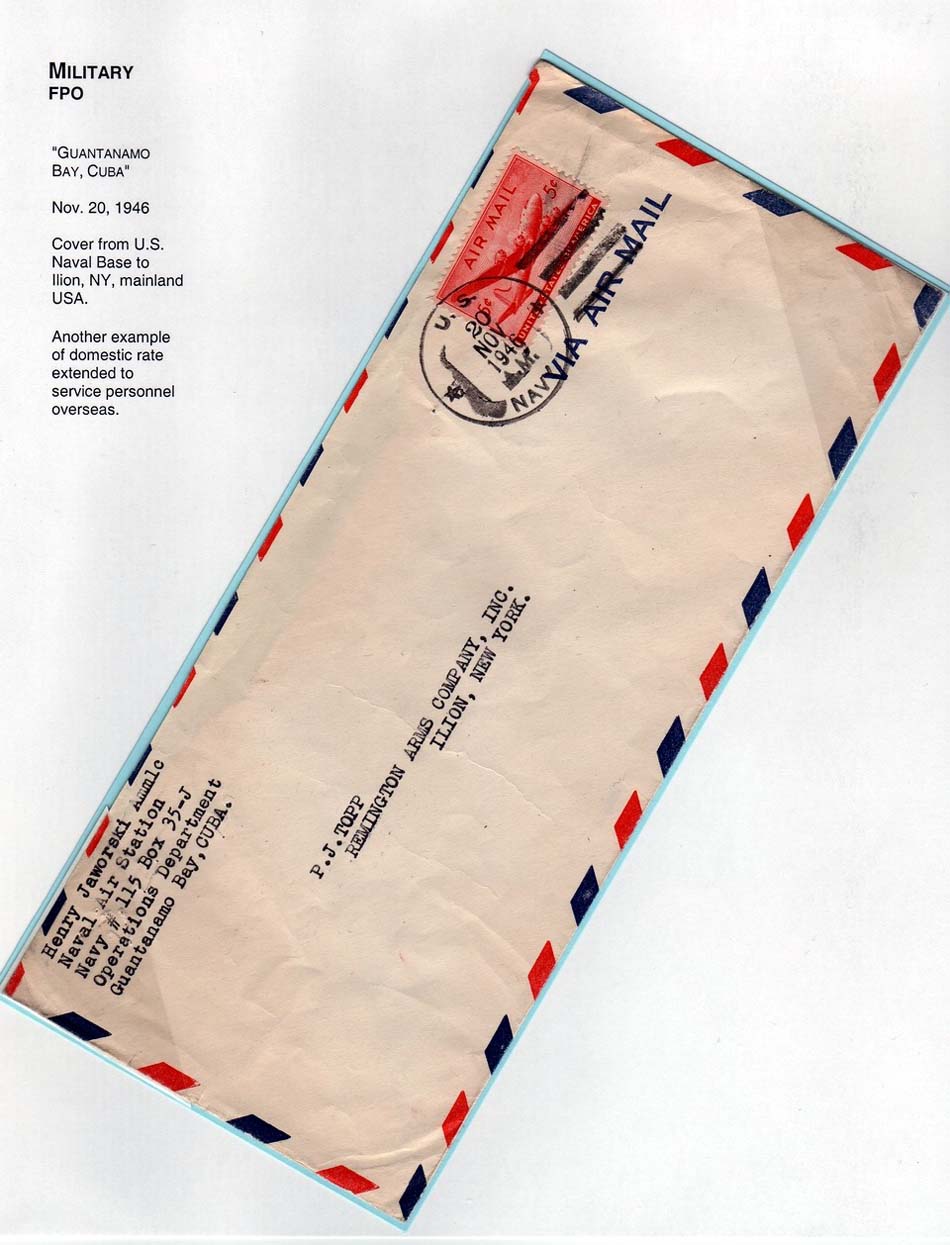 MILITARY
FPO
"GUANTANAMO
BAY, CUBA"
Nov. 20, 1946
Cover from U.S.
Naval Base to
Ilion, NY, mainland
USA.
Another example
of domestic rate
extended to
service personnel
overseas.
Henry Jaworski Ammlc
Naval Air Station
Navy # 115 Box 35-J
Operations Department
Guantanamo Bay,CUBA.
AIR MAIL
5¢
5¢
UNITED STATES OF AMERICA
U. S.
20
NOV
1946
A.M.
NAVY
VIA AIR MAIL
P.J.TOPP
REMINGTON ARMS COMPANY, INC.
ILION, NEW YORK.